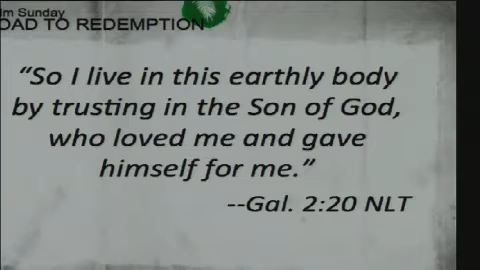 lm Sunday
OAD TO REDEMPTION
“So I live in this earthly body
by trusting in the Son of God,
who loved me and gave
himself for me.”
--Gal. 2:20 NLT